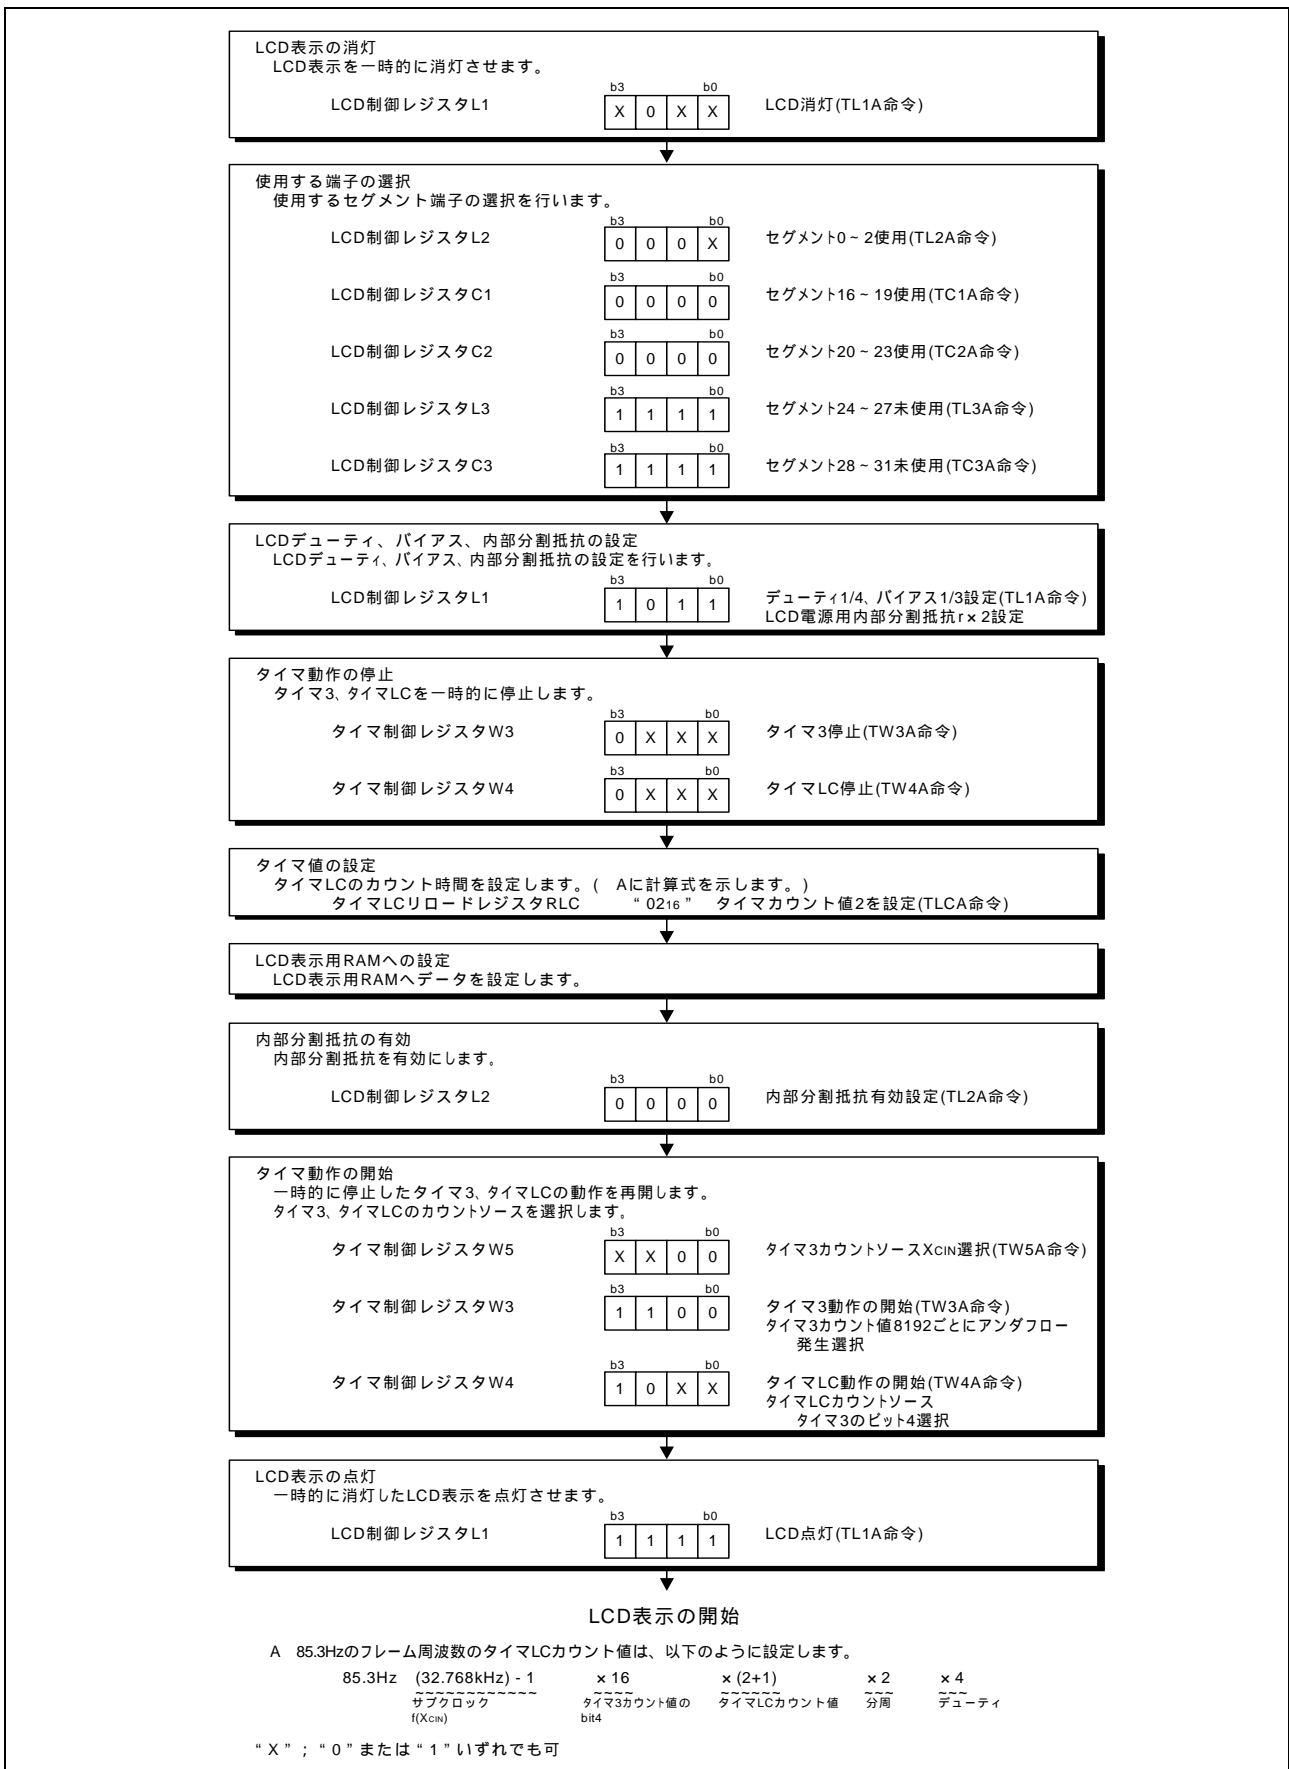 LCD表示の消灯
LCD表示を一時的に消灯させます。
b3 b0
LCD制御レジスタL1 X 0 X X LCD消灯(TL1A命令)
使用する端子の選択
使用するセグメント端子の選択を行います。
b3 b0
LCD制御レジスタL2 0 0 0 X セグメント0~2使用(TL2A命令)
b3 b0
LCD制御レジスタC1 0 0 0 0 セグメント16~19使用(TC1A命令)
b3 b0
LCD制御レジスタC2 0 0 0 0 セグメント20~23使用(TC2A命令)
b3 b0
LCD制御レジスタL3 1 1 1 1 セグメント24~27未使用(TL3A命令)
b3 b0
LCD制御レジスタC3 1 1 1 1 セグメント28~31未使用(TC3A命令)
LCDデューティ、バイアス、内部分割抵抗の設定
LCDデューティ、バイアス、内部分割抵抗の設定を行います。
b3 b0
LCD制御レジスタL1 1 0 1 1 デューティ1/4、バイアス1/3設定(TL1A命令)
LCD電源用内部分割抵抗r×2設定
タイマ動作の停止
タイマ3、タイマLCを一時的に停止します。
b3 b0
タイマ制御レジスタW3 0 X X X タイマ3停止(TW3A命令)
b3 b0
タイマ制御レジスタW4 0 X X X タイマLC停止(TW4A命令)
タイマ値の設定
タイマLCのカウント時間を設定します。( Aに計算式を示します。)
タイマLCリロードレジスタRLC “0216” タイマカウント値2を設定(TLCA命令)
LCD表示用RAMへの設定
LCD表示用RAMへデータを設定します。
内部分割抵抗の有効
内部分割抵抗を有効にします。
b3 b0
LCD制御レジスタL2 0 0 0 0 内部分割抵抗有効設定(TL2A命令)
タイマ動作の開始
一時的に停止したタイマ3、タイマLCの動作を再開します。
タイマ3、タイマLCのカウントソースを選択します。
b3 b0
タイマ制御レジスタW5 X X 0 0 タイマ3カウントソースXCIN選択(TW5A命令)
b3 b0
タイマ制御レジスタW3 1 1 0 0 タイマ3動作の開始(TW3A命令)
タイマ3カウント値8192ごとにアンダフロー
発生選択
b3 b0
タイマ制御レジスタW4 1 0 X X タイマLC動作の開始(TW4A命令)
タイマLCカウントソース
タイマ3のビット4選択
LCD表示の点灯
一時的に消灯したLCD表示を点灯させます。
b3 b0
LCD制御レジスタL1 1 1 1 1 LCD点灯(TL1A命令)
LCD表示の開始
A 85.3Hzのフレーム周波数のタイマLCカウント値は、以下のように設定します。
85.3Hz (32.768kHz) - 1 ×16 ×(2+1) ×2 ×4
サブクロック タイマ3カウント値の タイマLCカウント値 分周 デューティ
f(XCIN) bit4
“X”;“0”または“1”いずれでも可